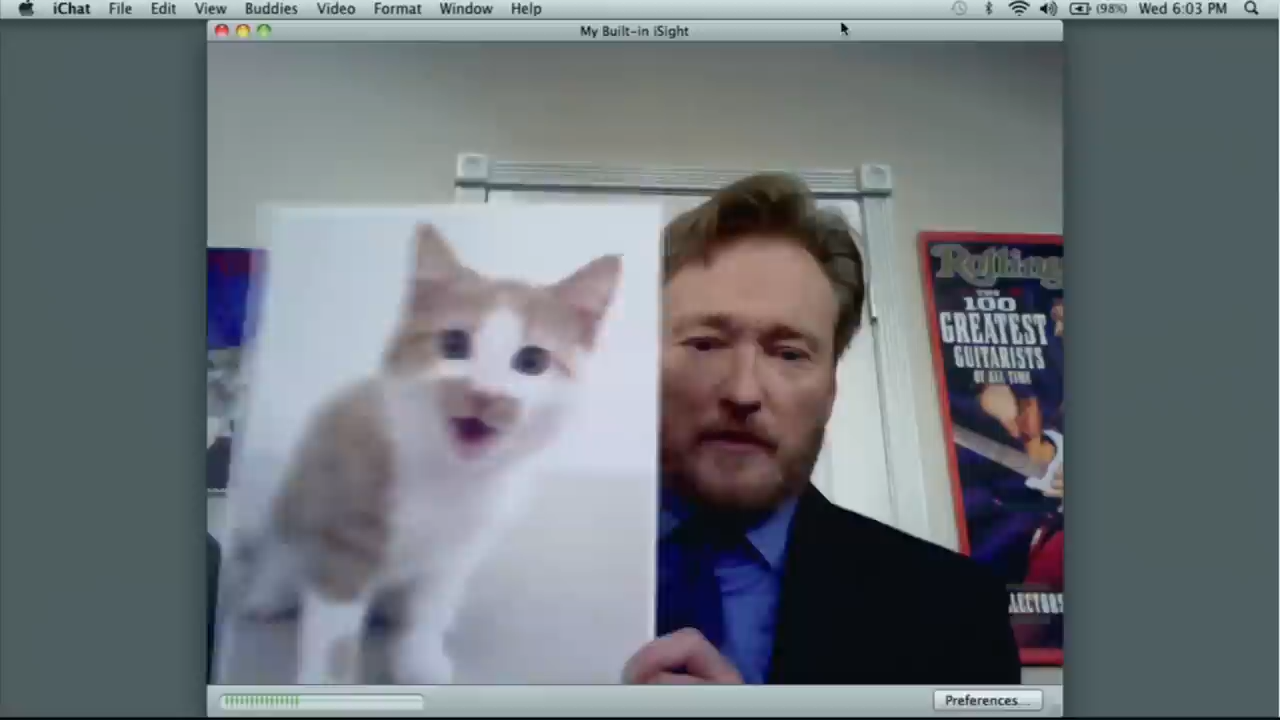 iChat File Edit View Buddies Video Format Window Help (98%) Wed 6:03 PM
My Built-in iSight
Rolling
THE
100
GREATEST
GUITARISTS
OF ALL TIME
LLECTORS
Preferences...